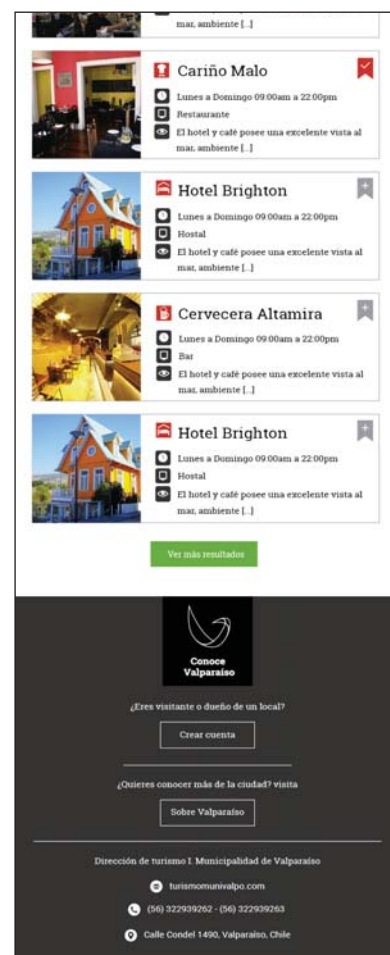 mar, ambiente [...]
Cariño Malo
Lunes a Domingo 09:00am a 22:00pm
Restaurante
El hotel y café posee una excelente vista al
mar, ambiente [...]
Hotel Brighton
Lunes a Domingo 09:00am a 22:00pm
Hostal
El hotel y café posee una excelente vista al
mar, ambiente [...]
Cervecera Altamira
Lunes a Domingo 09:00am a 22:00pm
Bar
El hotel y café posee una excelente vista al
mar, ambiente [...]
Hotel Brighton
Lunes a Domingo 09:00am a 22:00pm
Hostal
El hotel y café posee una excelente vista al
mar, ambiente [...]
Ver más resultados
Conoce
Valparaíso
¿Eres visitante o dueño de un local?
Crear cuenta
¿Quieres conocer más de la ciudad? visita
Sobre Valparaíso
Dirección de turismo I. Municipalidad de Valparaíso
turismomunivalpo.com
(56) 322939262 - (56) 322939263
Calle Condel 1490, Valparaíso, Chile